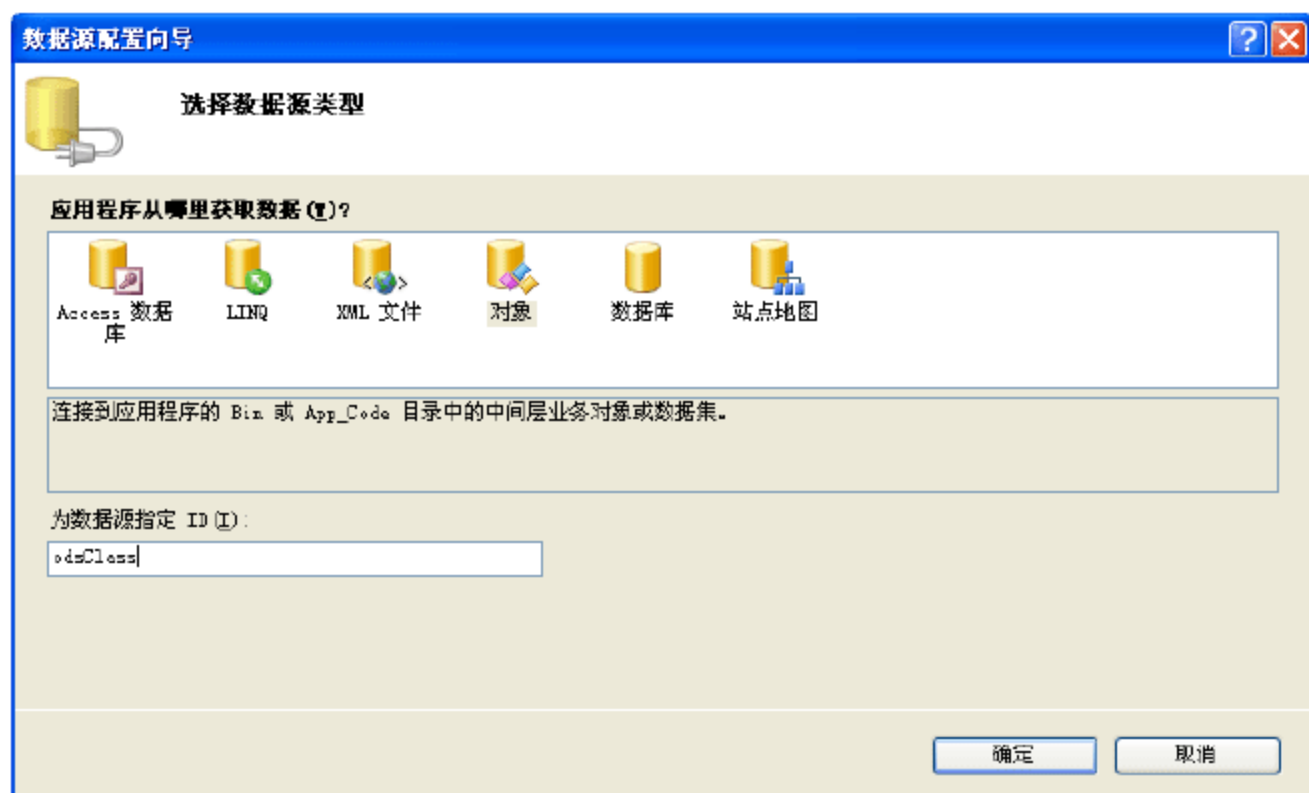 数据源配置向导
选择数据源类型
应用程序从哪里获取数据(T)?
Access 数据库
LINQ
XML 文件
对象
数据库
站点地图
连接到应用程序的 Bin 或 App_Code 目录中的中间层业务对象或数据集。
为数据源指定 ID(I):
odsClass
确定
取消